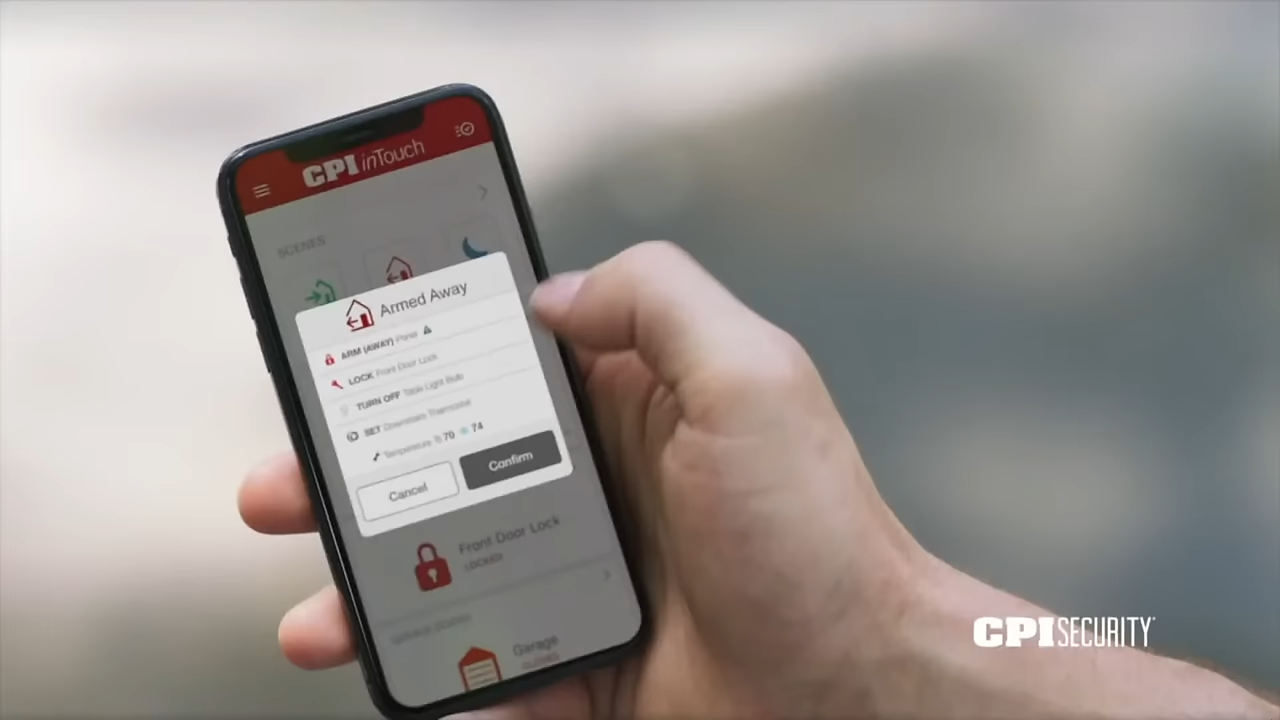 CPI inTouch
SCENES
Armed Away
ARM (AWAY) Panel
LOCK Front Door Lock
TURN OFF Table Light Bulb
SET Downstairs Thermostat
Temperature 70 74
Cancel
Confirm
Front Door Lock
LOCKED
Garage
CLOSED
CPI SECURITY